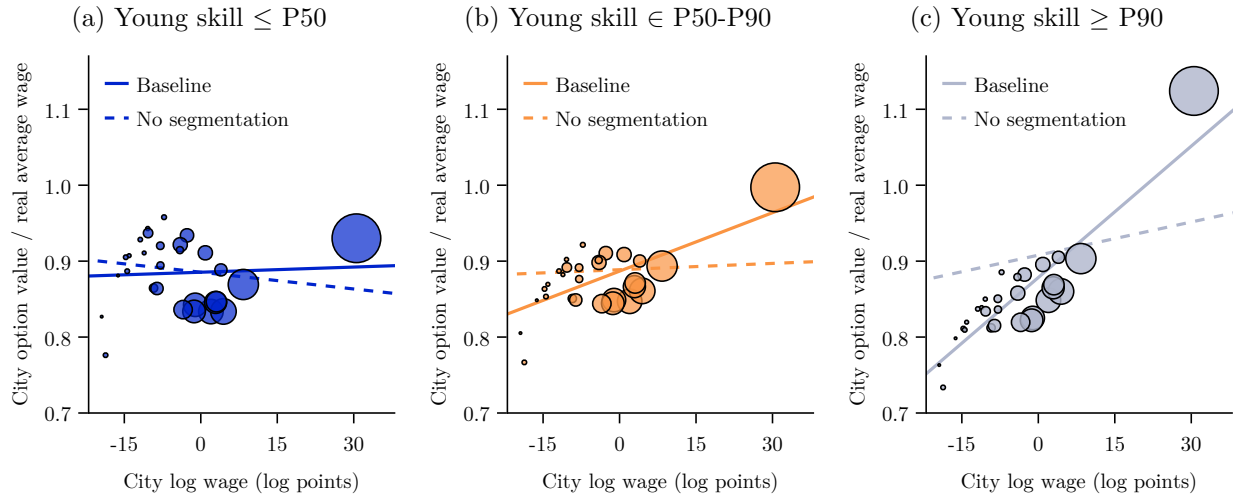 (a) Young skill ≤ P50
City option value / real average wage
1.1
1.0
0.9
0.8
0.7
Baseline
No segmentation
-15 0 15 30
City log wage (log points)
(b) Young skill ∈ P50-P90
City option value / real average wage
1.1
1.0
0.9
0.8
0.7
Baseline
No segmentation
-15 0 15 30
City log wage (log points)
(c) Young skill ≥ P90
City option value / real average wage
1.1
1.0
0.9
0.8
0.7
Baseline
No segmentation
-15 0 15 30
City log wage (log points)